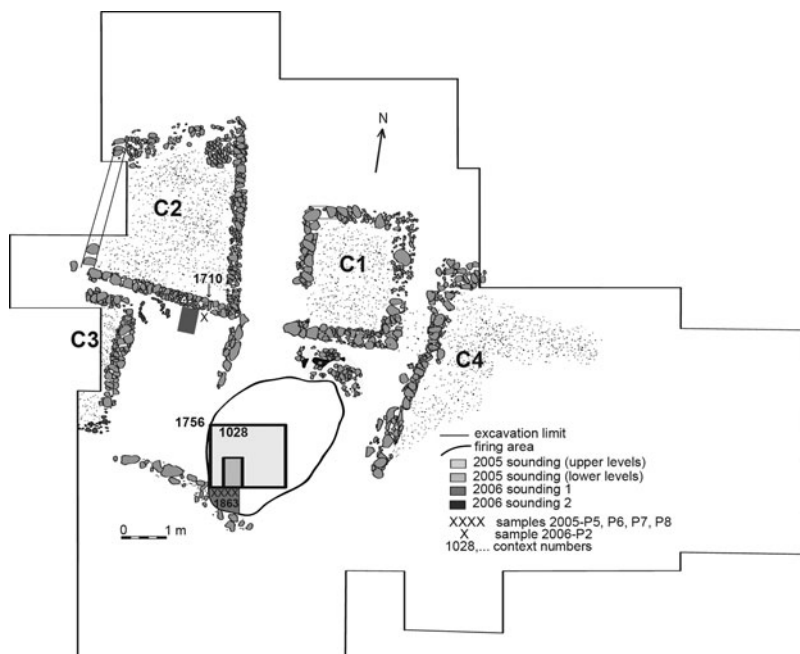 N
C2
C1
1710
X
C3
C4
1756
1028
XXXX
1863
0 1 m
excavation limit
firing area
2005 sounding (upper levels)
2005 sounding (lower levels)
2006 sounding 1
2006 sounding 2
XXXX samples 2005-P5, P6, P7, P8
X sample 2006-P2
1028,... context numbers